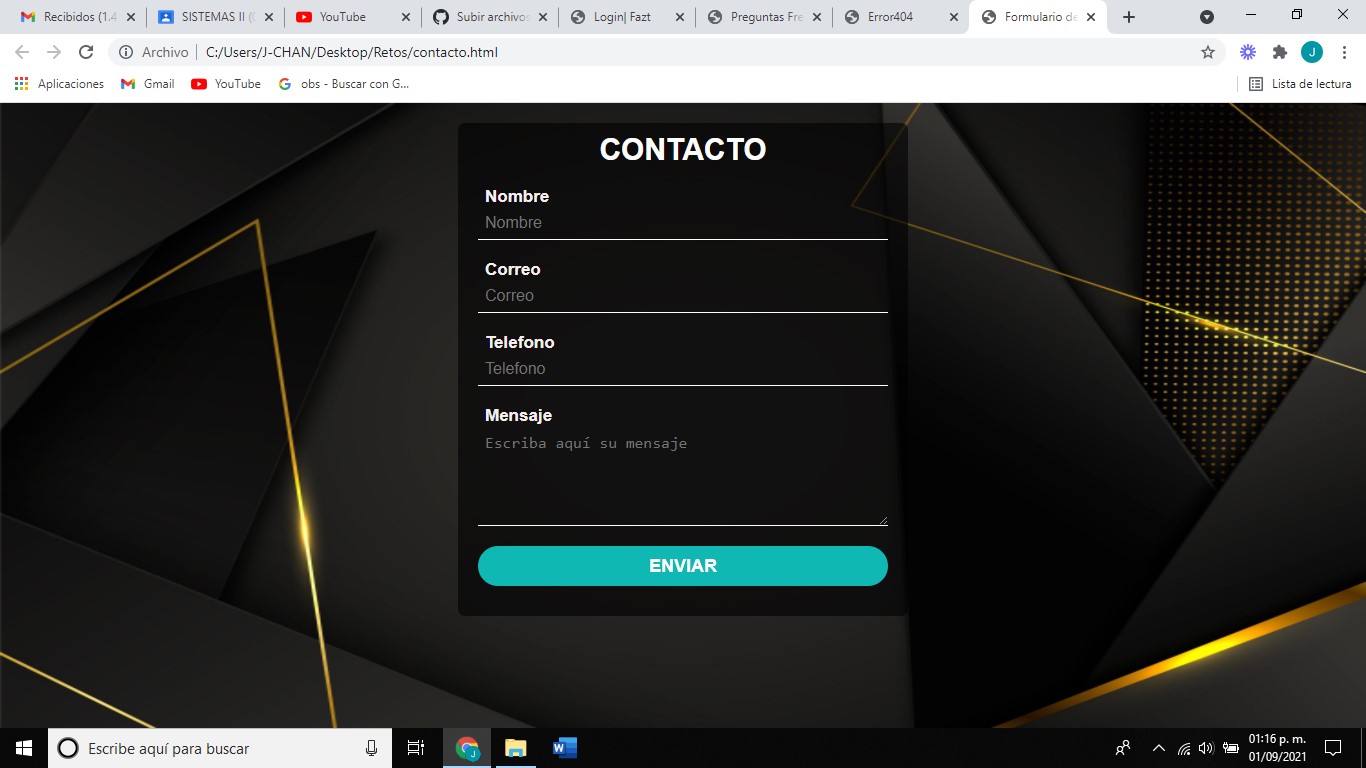 Recibidos (1.4
SISTEMAS II (
YouTube
Subir archivos
Login| Fazt
Preguntas Fre
Error404
Formulario de
Archivo
C:/Users/J-CHAN/Desktop/Retos/contacto.html
J
Aplicaciones
Gmail
YouTube
obs - Buscar con G...
Lista de lectura
CONTACTO
Nombre
Nombre
Correo
Correo
Telefono
Telefono
Mensaje
Escriba aquí su mensaje
ENVIAR
Escribe aquí para buscar
J
01:16 p. m.
01/09/2021